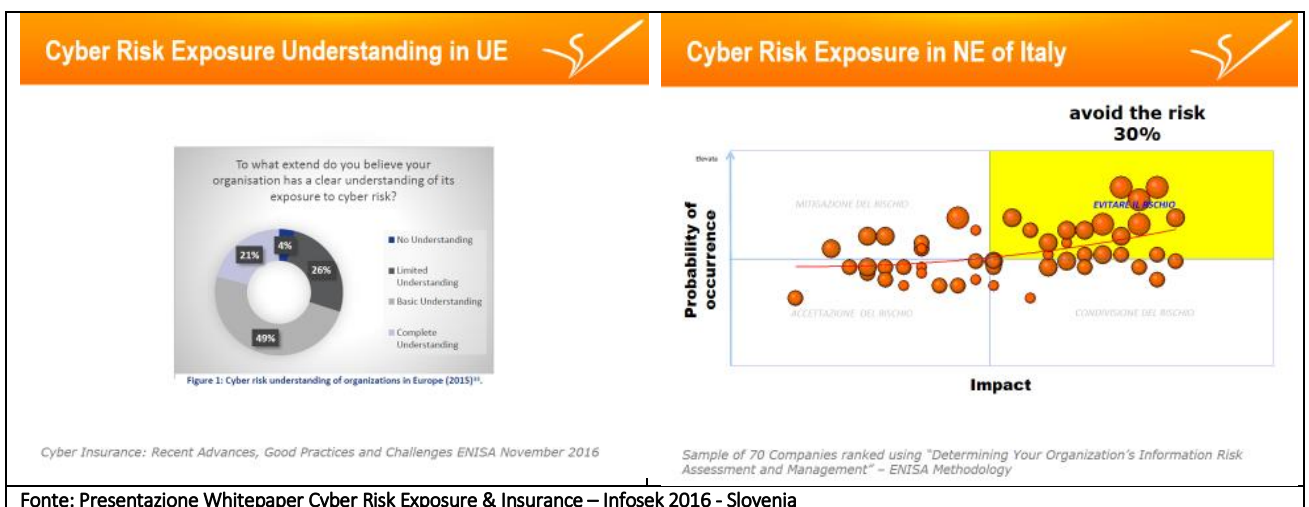 Cyber Risk Exposure Understanding in UE
To what extend do you believe your
organisation has a clear understanding of its
exposure to cyber risk?
4%
21%
26%
49%
No Understanding
Limited
Understanding
Basic Understanding
Complete
Understanding
Figure 1: Cyber risk understanding of organizations in Europe (2015)
Cyber Insurance: Recent Advances, Good Practices and Challenges ENISA November 2016
Cyber Risk Exposure in NE of Italy
avoid the risk
30%
Elevata
MITIGAZIONE DEL RISCHIO
EVITARE IL RISCHIO
Probability of
occurrence
ACCETTAZIONE DEL RISCHIO
CONDIVISIONE DEL RISCHIO
Impact
Sample of 70 Companies ranked using "Determining Your Organization's Information Risk
Assessment and Management" – ENISA Methodology
Fonte: Presentazione Whitepaper Cyber Risk Exposure & Insurance – Infosek 2016 - Slovenia